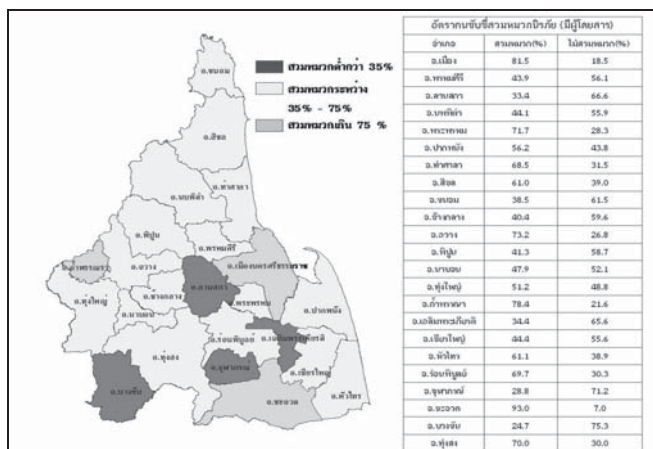 สวมหมวกต่ำกว่า 35%
สวมหมวกระหว่าง
35% - 75%
สวมหมวกเกิน 75 %
อ.ขนอม
อ.สิชล
อ.ท่าศาลา
อ.นบพิตำ
อ.พิปูน
อ.พรหมคีรี
อ.เมืองนครศรีธรรมราช
อ.ถ้ำพรรณรา
อ.ฉวาง
อ.ลานสกา
อ.ทุ่งใหญ่
อ.ช้างกลาง
อ.พระพรหม
อ.ปากพนัง
อ.นาบอน
อ.ร่อนพิบูลย์
อ.เฉลิมพระเกียรติ
อ.ทุ่งสง
อ.จุฬาภรณ์
อ.เชียรใหญ่
อ.บางขัน
อ.ชะอวด
อ.หัวไทร
อัตราคนขับขี่สวมหมวกนิรภัย (มีผู้โดยสาร)
อำเภอ สวมหมวก(%) ไม่สวมหมวก(%)
อ.เมือง 81.5 18.5
อ.พรหมคีรี 43.9 56.1
อ.ลานสกา 33.4 66.6
อ.นบพิตำ 44.1 55.9
อ.พระพรหม 71.7 28.3
อ.ปากพนัง 56.2 43.8
อ.ท่าศาลา 68.5 31.5
อ.สิชล 61.0 39.0
อ.ขนอม 38.5 61.5
อ.ช้างกลาง 40.4 59.6
อ.ฉวาง 73.2 26.8
อ.พิปูน 41.3 58.7
อ.นาบอน 47.9 52.1
อ.ทุ่งใหญ่ 51.2 48.8
อ.ถ้ำพรรณรา 78.4 21.6
อ.เฉลิมพระเกียรติ 34.4 65.6
อ.เชียรใหญ่ 44.4 55.6
อ.หัวไทร 61.1 38.9
อ.ร่อนพิบูลย์ 69.7 30.3
อ.จุฬาภรณ์ 28.8 71.2
อ.ชะอวด 93.0 7.0
อ.บางขัน 24.7 75.3
อ.ทุ่งสง 70.0 30.0